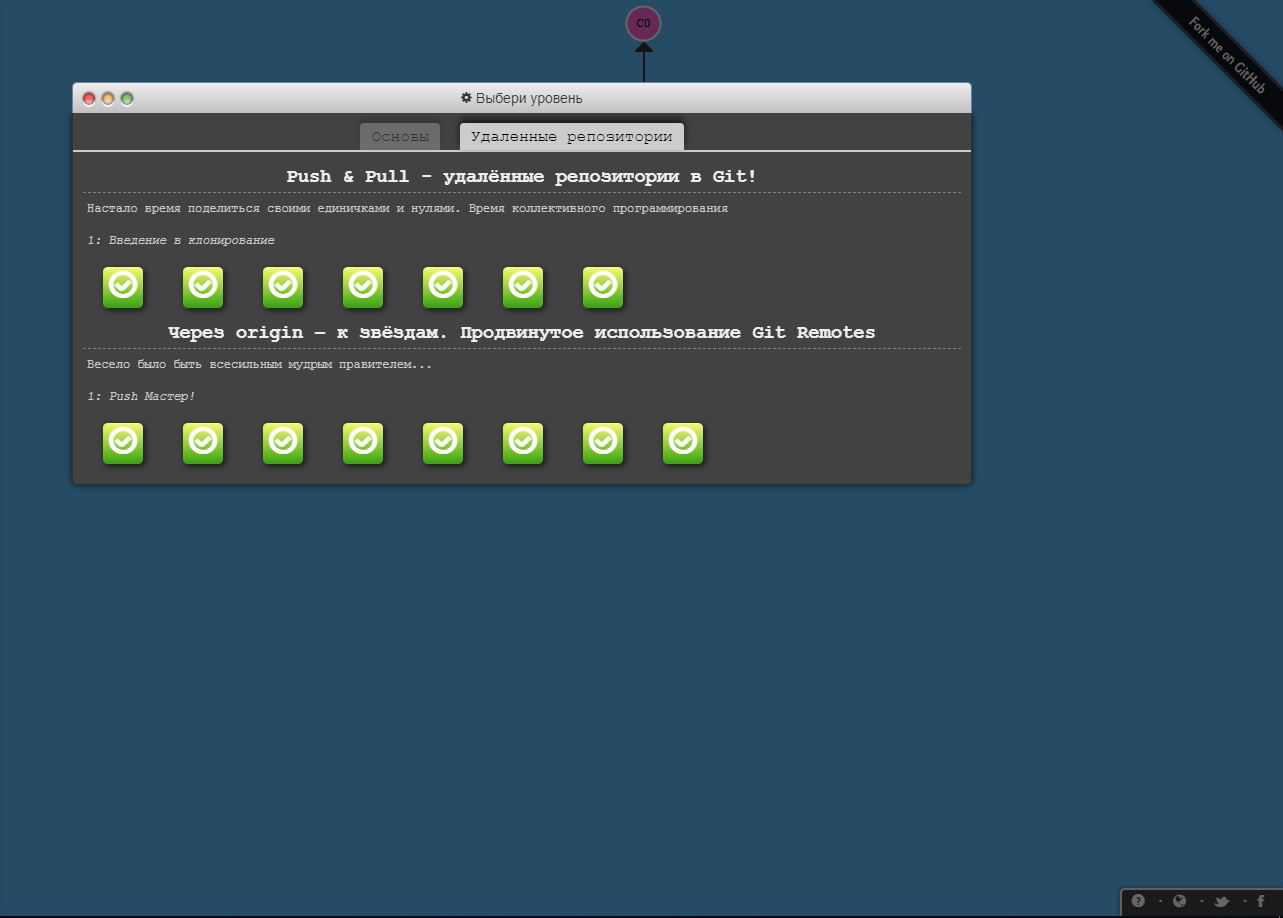 C0
Fork me on GitHub
Выбери уровень
Основы
Удаленные репозитории
Push & Pull - удалённые репозитории в Git!
Настало время поделиться своими единичками и нулями. Время коллективного программирования
1: Введение в клонирование
Через origin – к звёздам. Продвинутое использование Git Remotes
Весело было быть всесильным мудрым правителем...
1: Push Мастер!